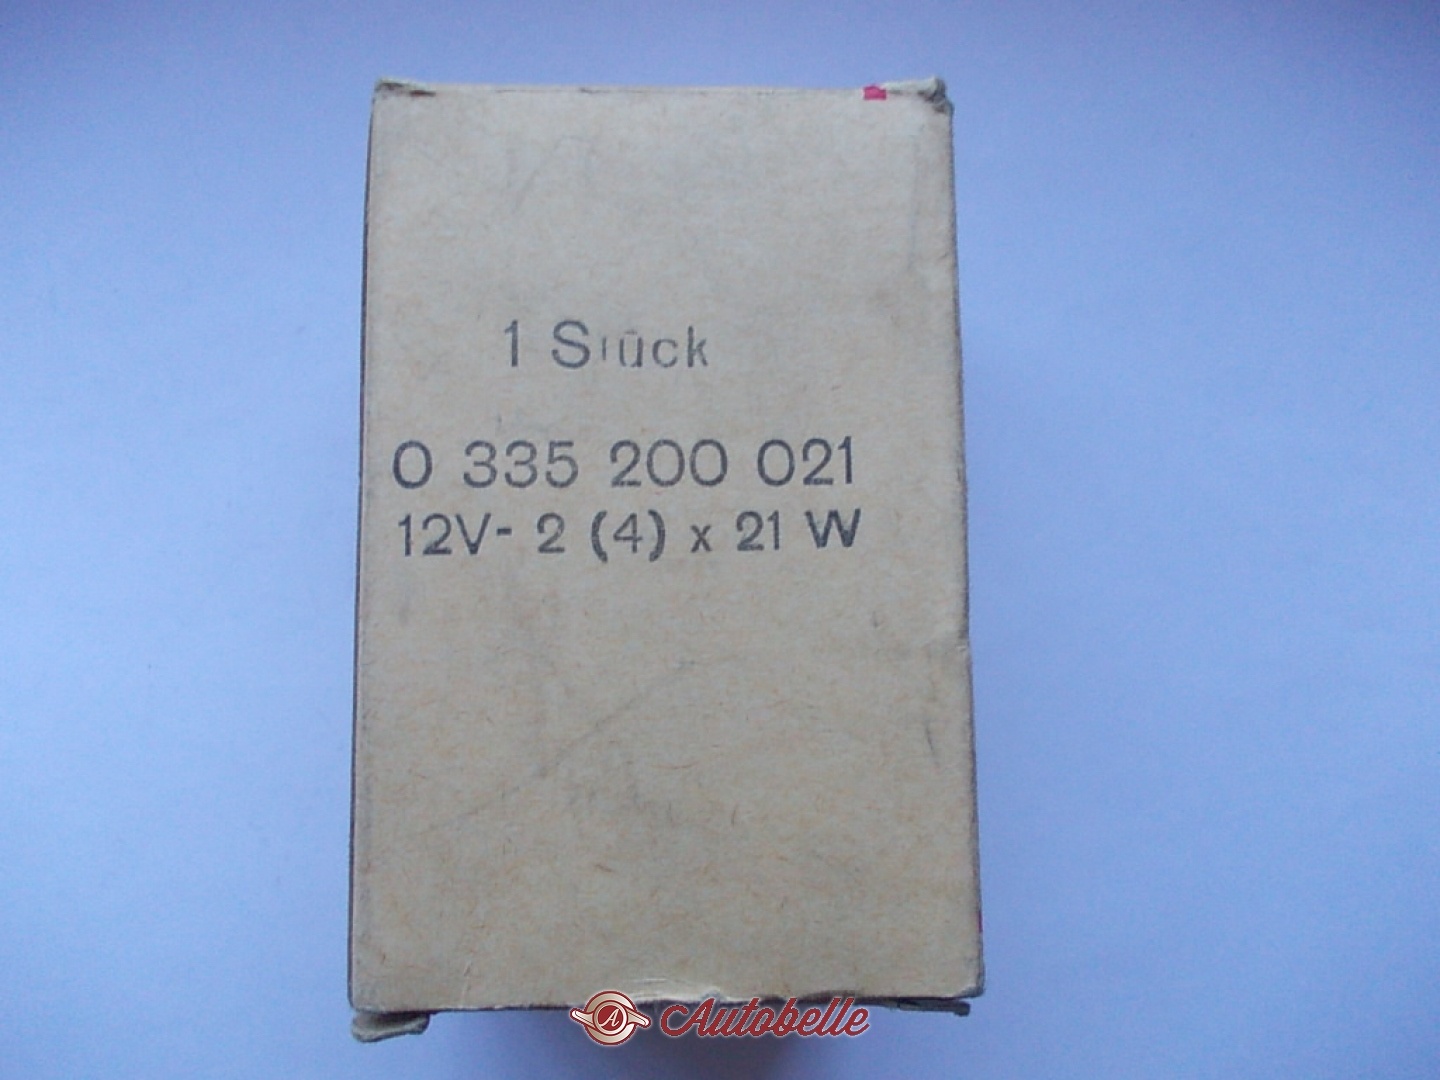 1 Stück
0 335 200 021
12V- 2 (4) x 21 W
Autobelle